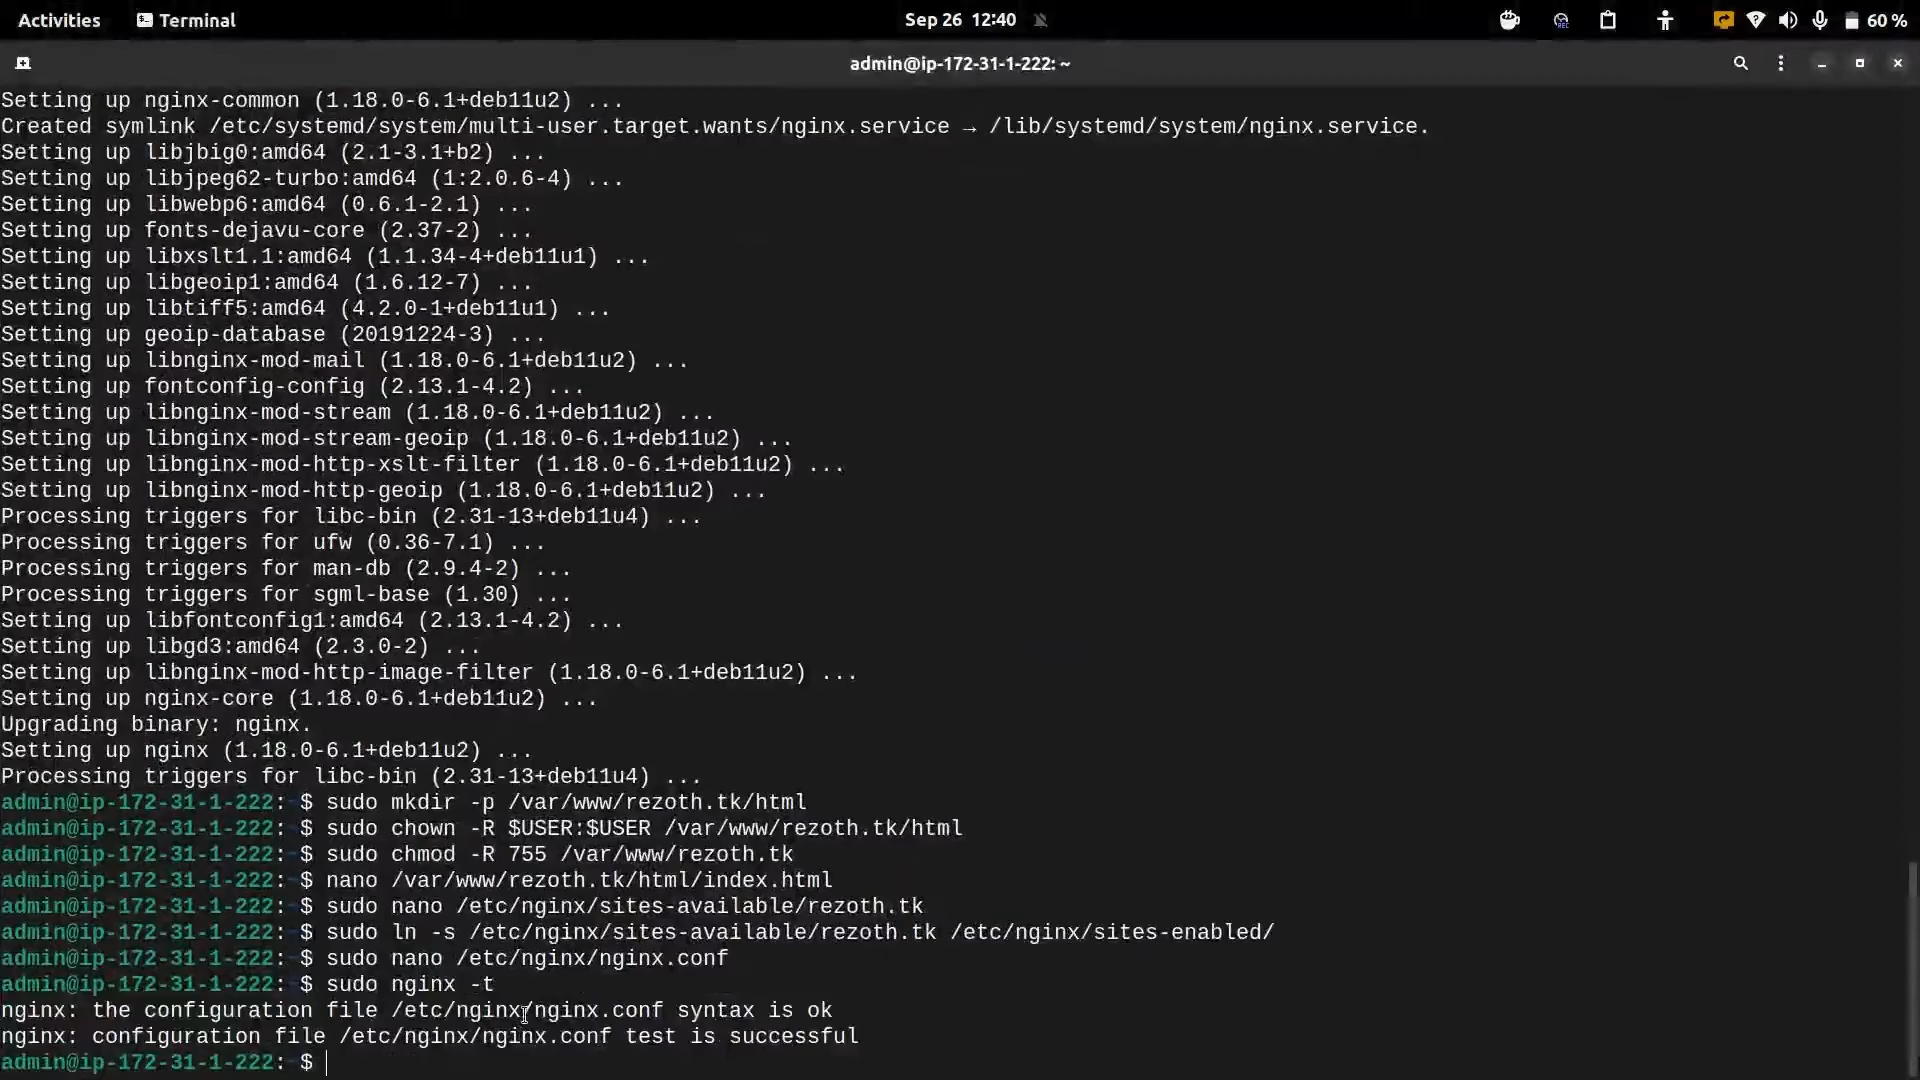 Activities
Terminal
Sep 26 12:40
60 %
admin@ip-172-31-1-222: ~
Setting up nginx-common (1.18.0-6.1+deb11u2) ...
Created symlink /etc/systemd/system/multi-user.target.wants/nginx.service → /lib/systemd/system/nginx.service.
Setting up libjbig0:amd64 (2.1-3.1+b2) ...
Setting up libjpeg62-turbo:amd64 (1:2.0.6-4) ...
Setting up libwebp6:amd64 (0.6.1-2.1) ...
Setting up fonts-dejavu-core (2.37-2) ...
Setting up libxslt1.1:amd64 (1.1.34-4+deb11u1) ...
Setting up libgeoip1:amd64 (1.6.12-7) ...
Setting up libtiff5:amd64 (4.2.0-1+deb11u1) ...
Setting up geoip-database (20191224-3) ...
Setting up libnginx-mod-mail (1.18.0-6.1+deb11u2) ...
Setting up fontconfig-config (2.13.1-4.2) ...
Setting up libnginx-mod-stream (1.18.0-6.1+deb11u2) ...
Setting up libnginx-mod-stream-geoip (1.18.0-6.1+deb11u2) ...
Setting up libnginx-mod-http-xslt-filter (1.18.0-6.1+deb11u2) ...
Setting up libnginx-mod-http-geoip (1.18.0-6.1+deb11u2) ...
Processing triggers for libc-bin (2.31-13+deb11u4) ...
Processing triggers for ufw (0.36-7.1) ...
Processing triggers for man-db (2.9.4-2) ...
Processing triggers for sgml-base (1.30) ...
Setting up libfontconfig1:amd64 (2.13.1-4.2) ...
Setting up libgd3:amd64 (2.3.0-2) ...
Setting up libnginx-mod-http-image-filter (1.18.0-6.1+deb11u2) ...
Setting up nginx-core (1.18.0-6.1+deb11u2) ...
Upgrading binary: nginx.
Setting up nginx (1.18.0-6.1+deb11u2) ...
Processing triggers for libc-bin (2.31-13+deb11u4) ...
admin@ip-172-31-1-222: $ sudo mkdir -p /var/www/rezoth.tk/html
admin@ip-172-31-1-222: $ sudo chown -R $USER:$USER /var/www/rezoth.tk/html
admin@ip-172-31-1-222: $ sudo chmod -R 755 /var/www/rezoth.tk
admin@ip-172-31-1-222: $ nano /var/www/rezoth.tk/html/index.html
admin@ip-172-31-1-222: $ sudo nano /etc/nginx/sites-available/rezoth.tk
admin@ip-172-31-1-222: $ sudo ln -s /etc/nginx/sites-available/rezoth.tk /etc/nginx/sites-enabled/
admin@ip-172-31-1-222: $ sudo nano /etc/nginx/nginx.conf
admin@ip-172-31-1-222: $ sudo nginx -t
nginx: the configuration file /etc/nginx/nginx.conf syntax is ok
nginx: configuration file /etc/nginx/nginx.conf test is successful
admin@ip-172-31-1-222: $